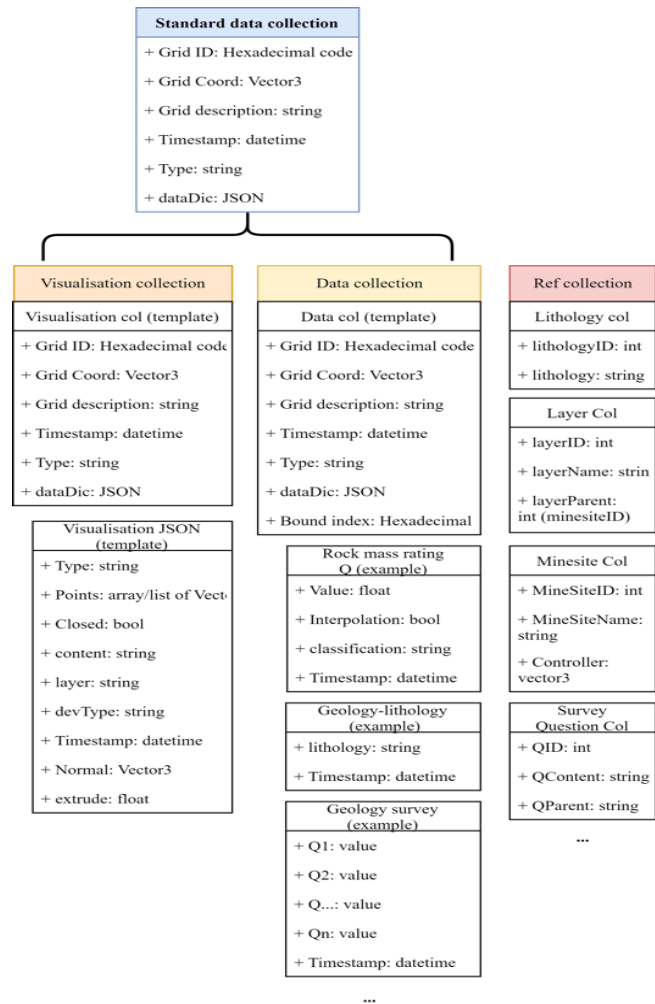 Standard data collection
+ Grid ID: Hexadecimal code
+ Grid Coord: Vector3
+ Grid description: string
+ Timestamp: datetime
+ Type: string
+ dataDic: JSON
Visualisation collection
Visualisation col (template)
+ Grid ID: Hexadecimal code
+ Grid Coord: Vector3
+ Grid description: string
+ Timestamp: datetime
+ Type: string
+ dataDic: JSON
Visualisation JSON
(template)
+ Type: string
+ Points: array/list of Vect
+ Closed: bool
+ content: string
+ layer: string
+ devType: string
+ Timestamp: datetime
+ Normal: Vector3
+ extrude: float
Data collection
Data col (template)
+ Grid ID: Hexadecimal code
+ Grid Coord: Vector3
+ Grid description: string
+ Timestamp: datetime
+ Type: string
+ dataDic: JSON
+ Bound index: Hexadecimal
Rock mass rating
Q (example)
+ Value: float
+ Interpolation: bool
+ classification: string
+ Timestamp: datetime
Geology-lithology
(example)
+ lithology: string
+ Timestamp: datetime
Geology survey
(example)
+ Q1: value
+ Q2: value
+ Q...: value
+ Qn: value
+ Timestamp: datetime
...
Ref collection
Lithology col
+ lithologyID: int
+ lithology: string
Layer Col
+ layerID: int
+ layerName: strin
+ layerParent:
int (minesiteID)
Minesite Col
+ MineSiteID: int
+ MineSiteName:
string
+ Controller:
vector3
Survey
Question Col
+ QID: int
+ QContent: string
+ QParent: string
...